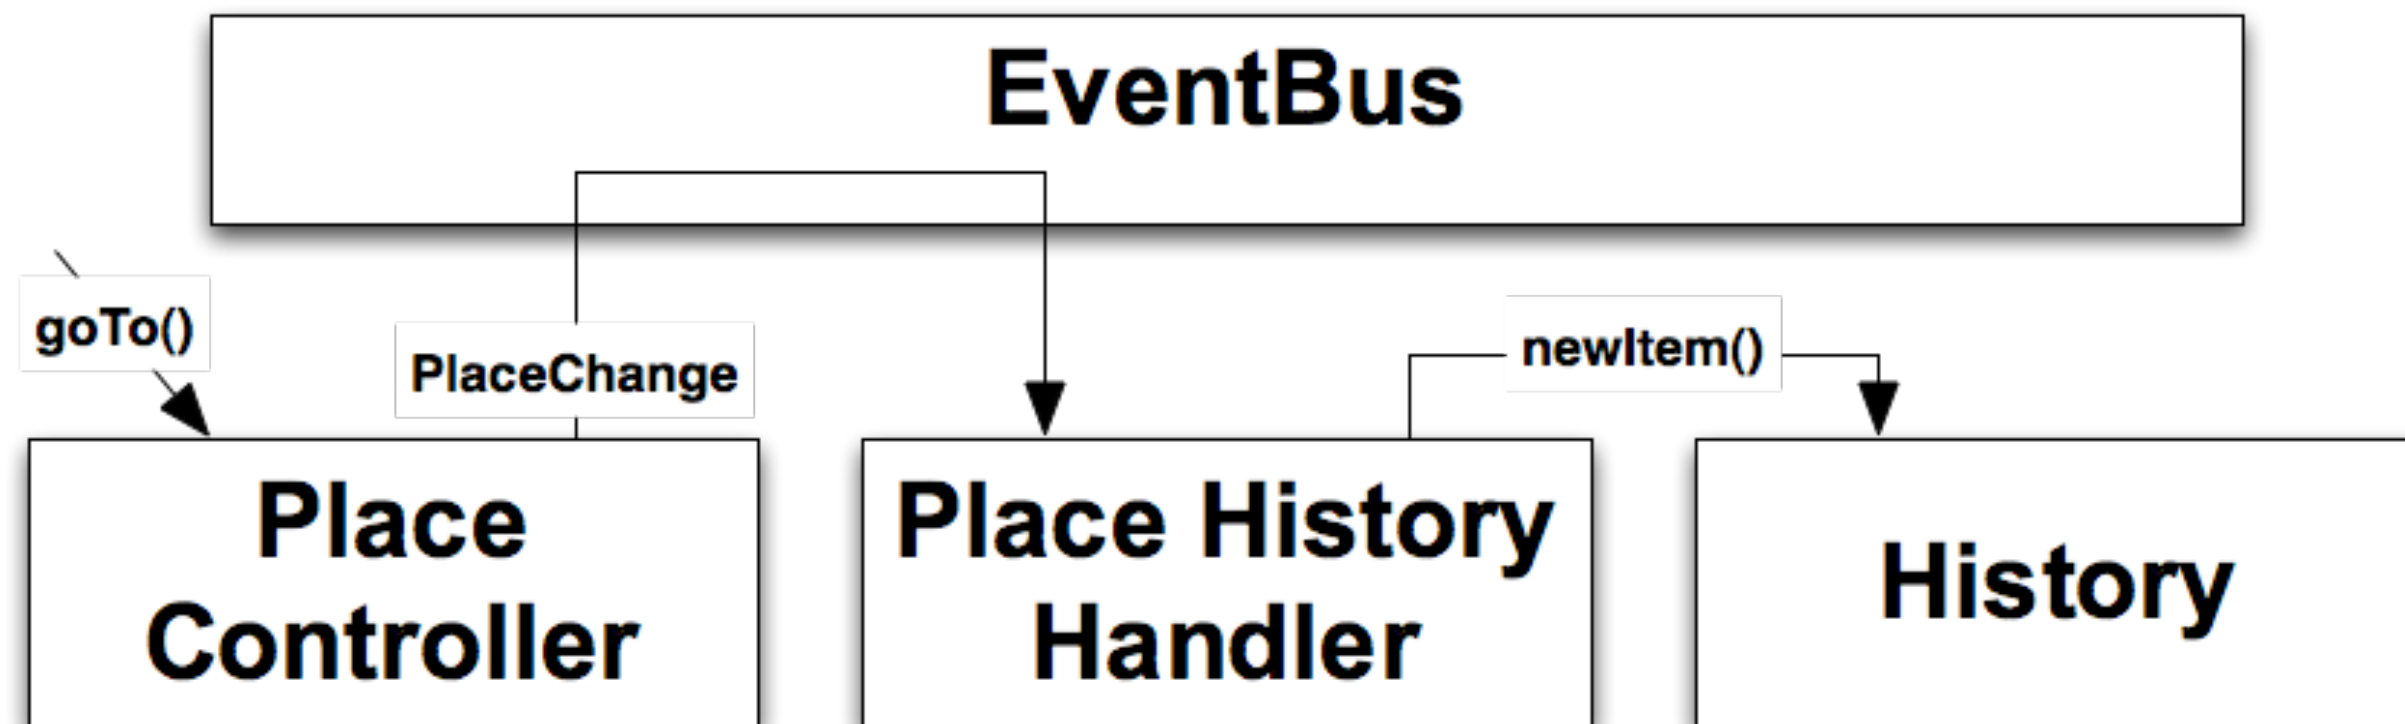 EventBus
goTo()
PlaceChange
newItem()
Place
Controller
Place History
Handler
History